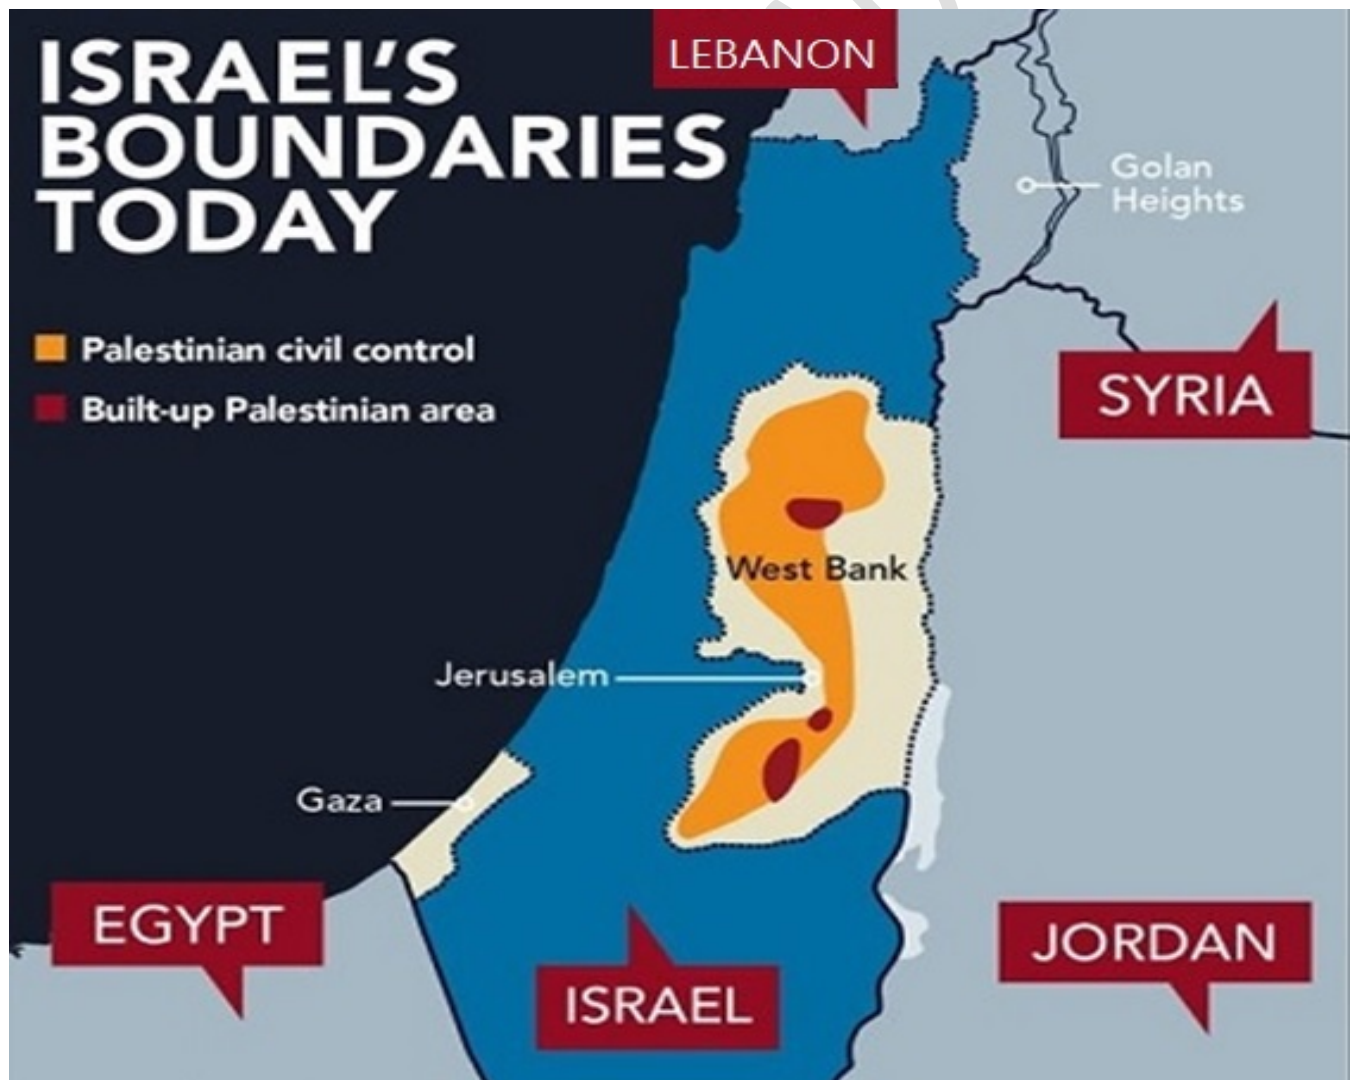 ISRAEL'S
BOUNDARIES
TODAY
Palestinian civil control
Built-up Palestinian area
LEBANON
Golan
Heights
SYRIA
West Bank
Jerusalem
Gaza
EGYPT
ISRAEL
JORDAN